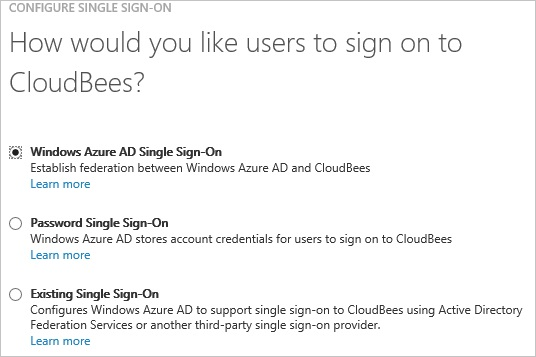 CONFIGURE SINGLE SIGN-ON
How would you like users to sign on to
CloudBees?
Windows Azure AD Single Sign-On
Establish federation between Windows Azure AD and CloudBees
Learn more
Password Single Sign-On
Windows Azure AD stores account credentials for users to sign on to CloudBees
Learn more
Existing Single Sign-On
Configures Windows Azure AD to support single sign-on to CloudBees using Active Directory
Federation Services or another third-party single sign-on provider.
Learn more